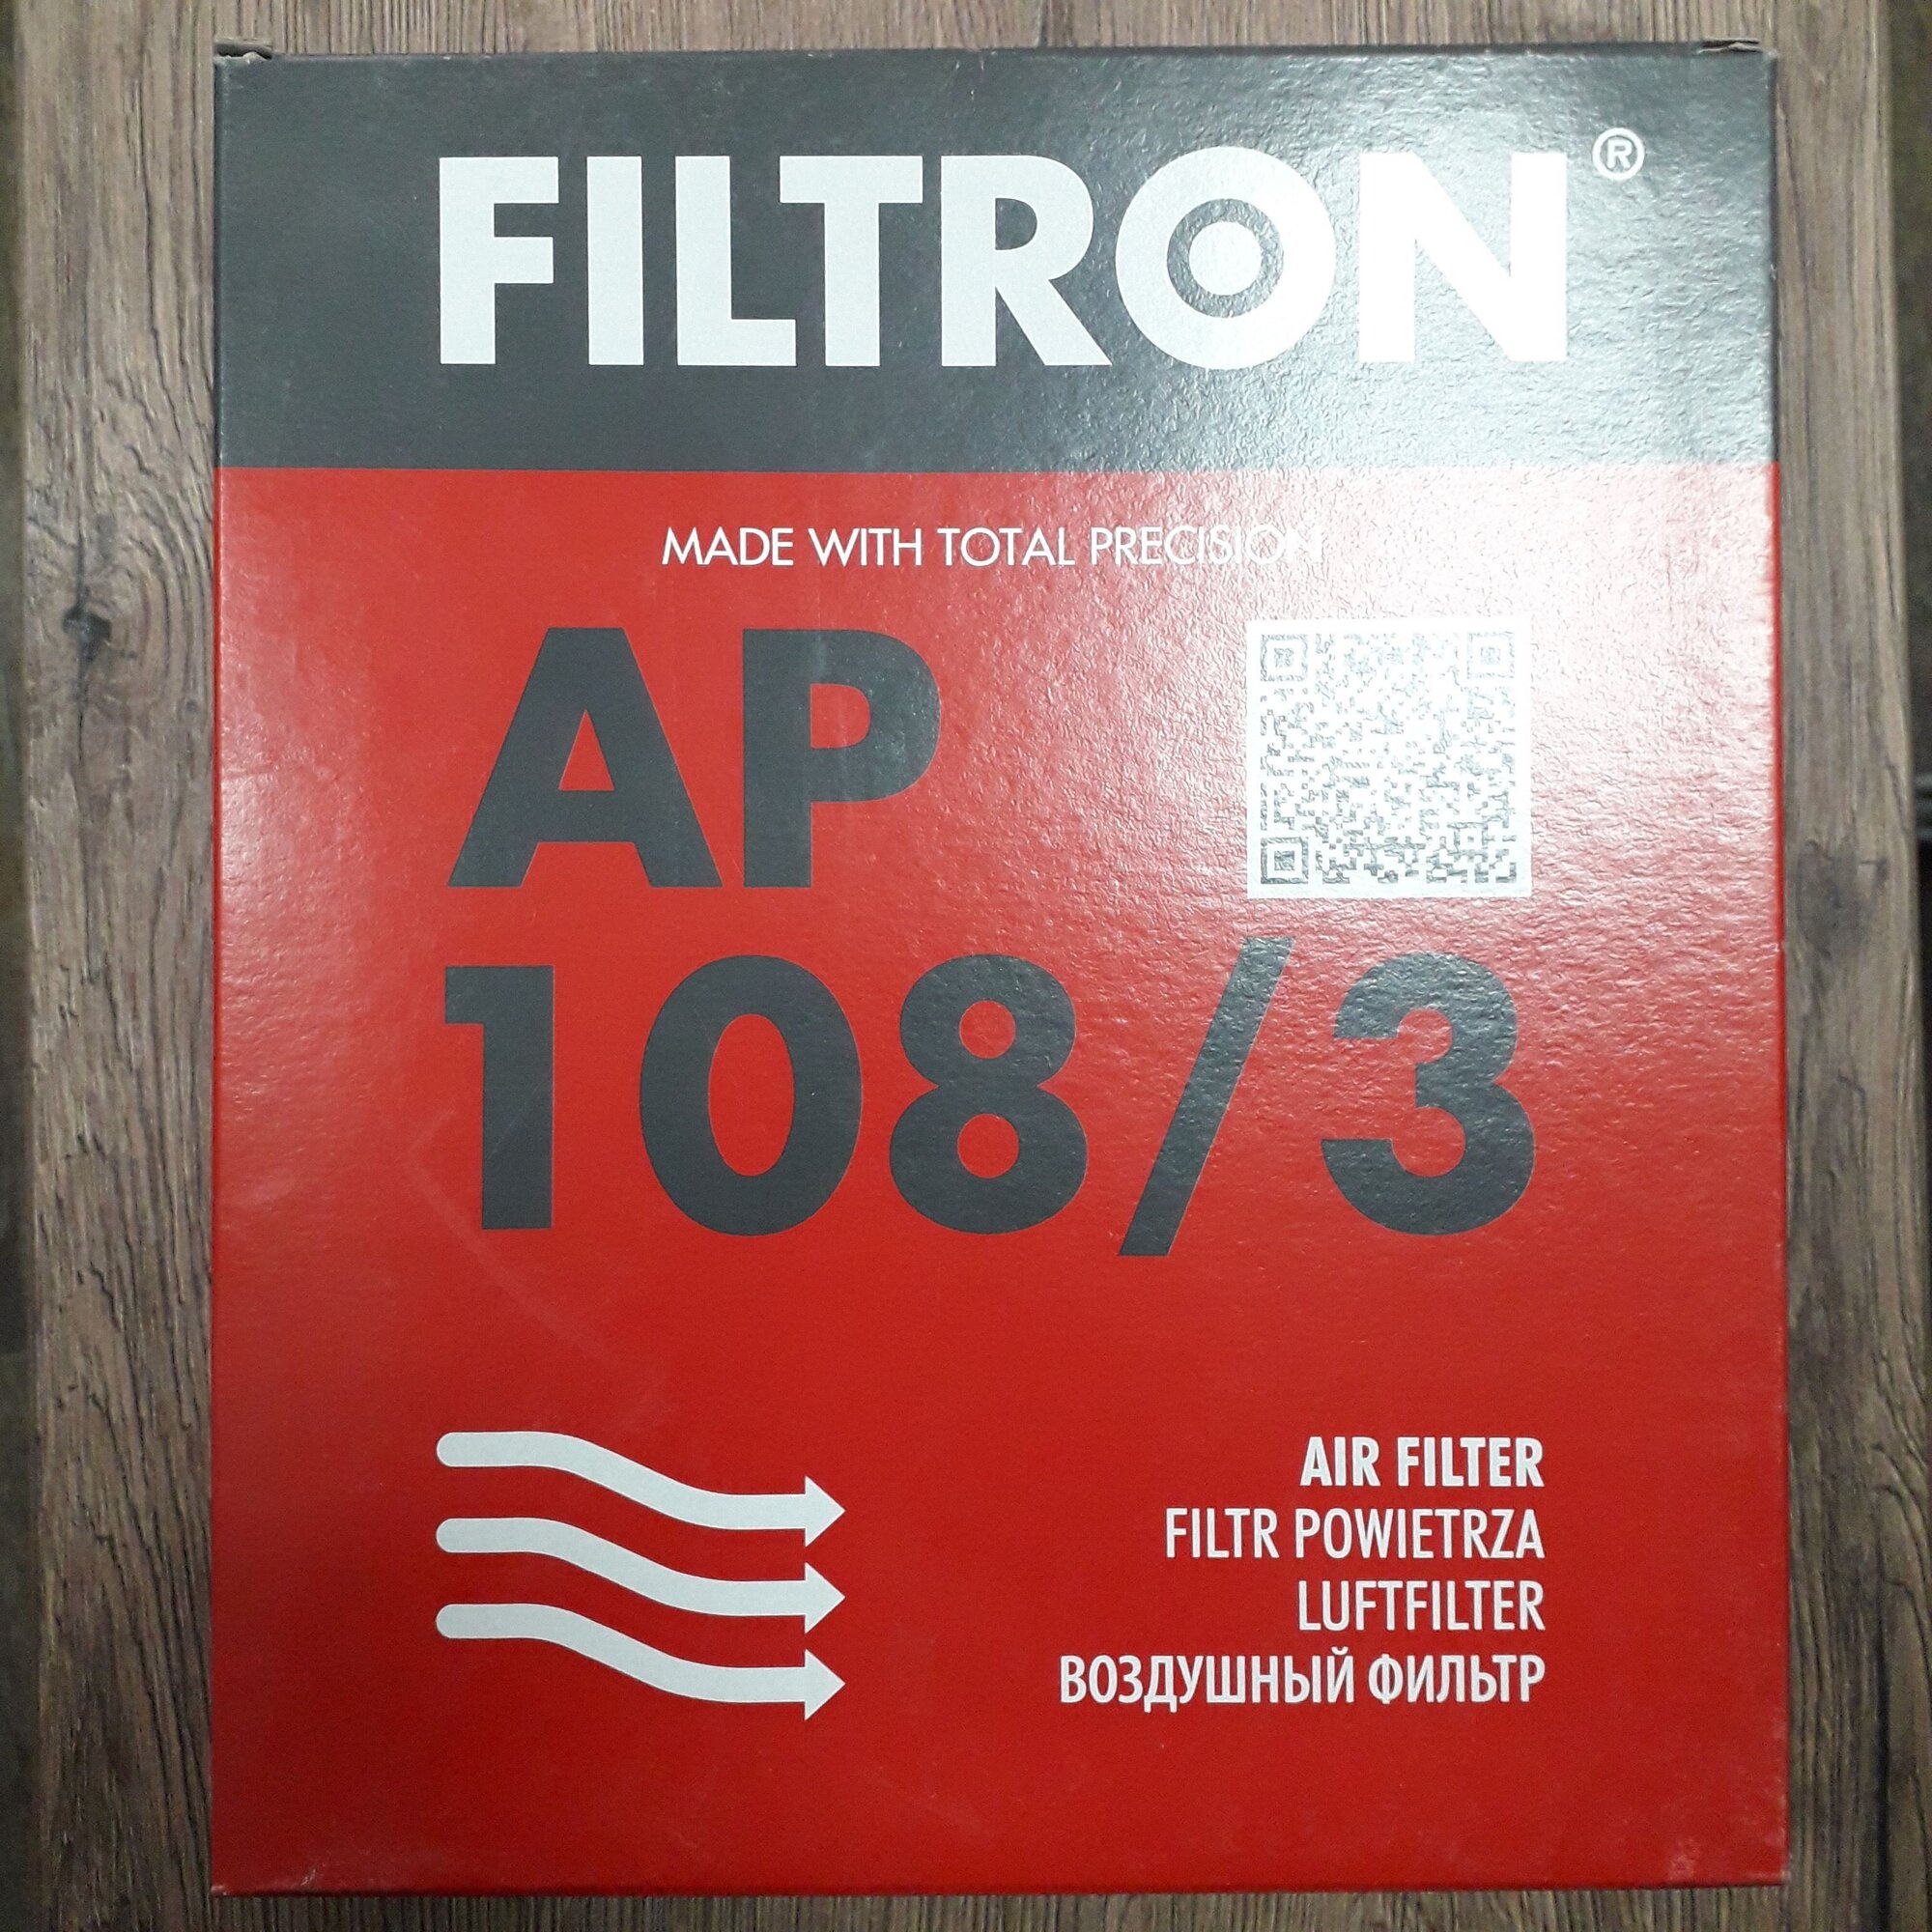 FILTRON®
MADE WITH TOTAL PRECISION
AP
108/3
AIR FILTER
FILTR POWIETRZA
LUFTFILTER
ВОЗДУШНЫЙ ФИЛЬТР